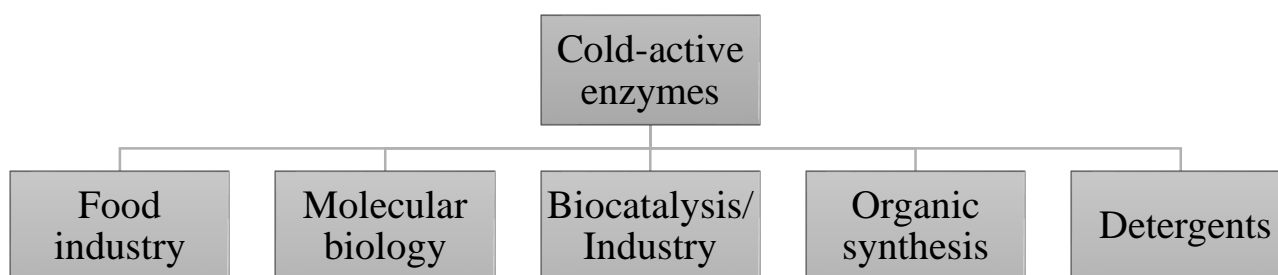 Cold-active
enzymes
Food
industry
Molecular
biology
Biocatalysis/
Industry
Organic
synthesis
Detergents